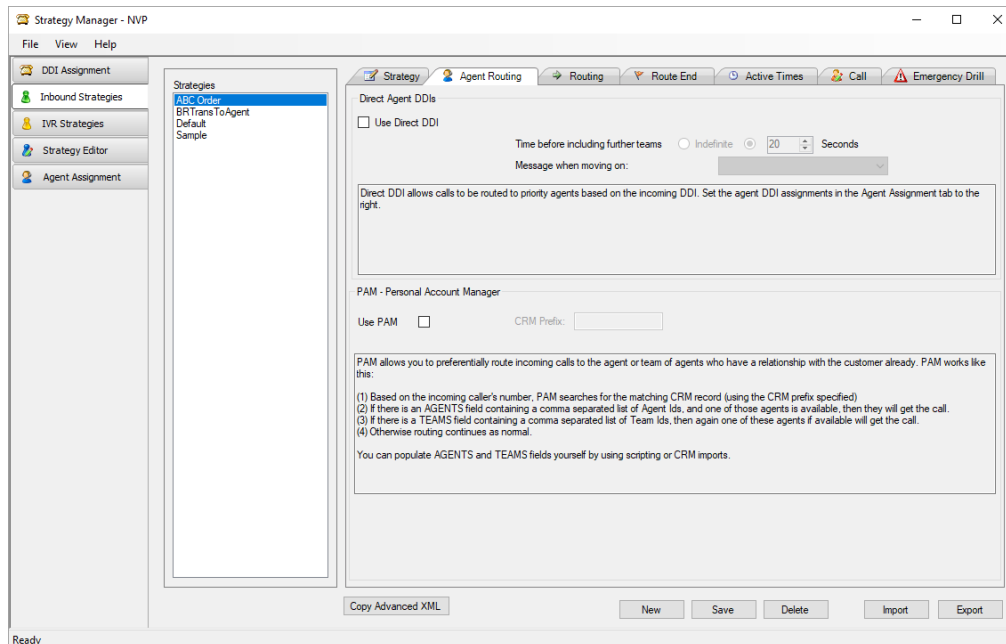 Strategy Manager - NVP
File View Help
DDI Assignment
Inbound Strategies
IVR Strategies
Strategy Editor
Agent Assignment
Strategies
ABC Order
BRTransToAgent
Default
Sample
Strategy Agent Routing Routing Route End Active Times Call Emergency Drill
Direct Agent DDIs
Use Direct DDI
Time before including further teams Indefinite 20 Seconds
Message when moving on:
Direct DDI allows calls to be routed to priority agents based on the incoming DDI. Set the agent DDI assignments in the Agent Assignment tab to the
right.
PAM - Personal Account Manager
Use PAM CRM Prefix:
PAM allows you to preferentially route incoming calls to the agent or team of agents who have a relationship with the customer already. PAM works like
this:
(1) Based on the incoming caller's number, PAM searches for the matching CRM record (using the CRM prefix specified)
(2) If there is an AGENTS field containing a comma separated list of Agent Ids, and one of those agents is available, then they will get the call.
(3) If there is a TEAMS field containing a comma separated list of Team Ids, then again one of these agents if available will get the call.
(4) Otherwise routing continues as normal.
You can populate AGENTS and TEAMS fields yourself by using scripting or CRM imports.
Copy Advanced XML New Save Delete Import Export
Ready